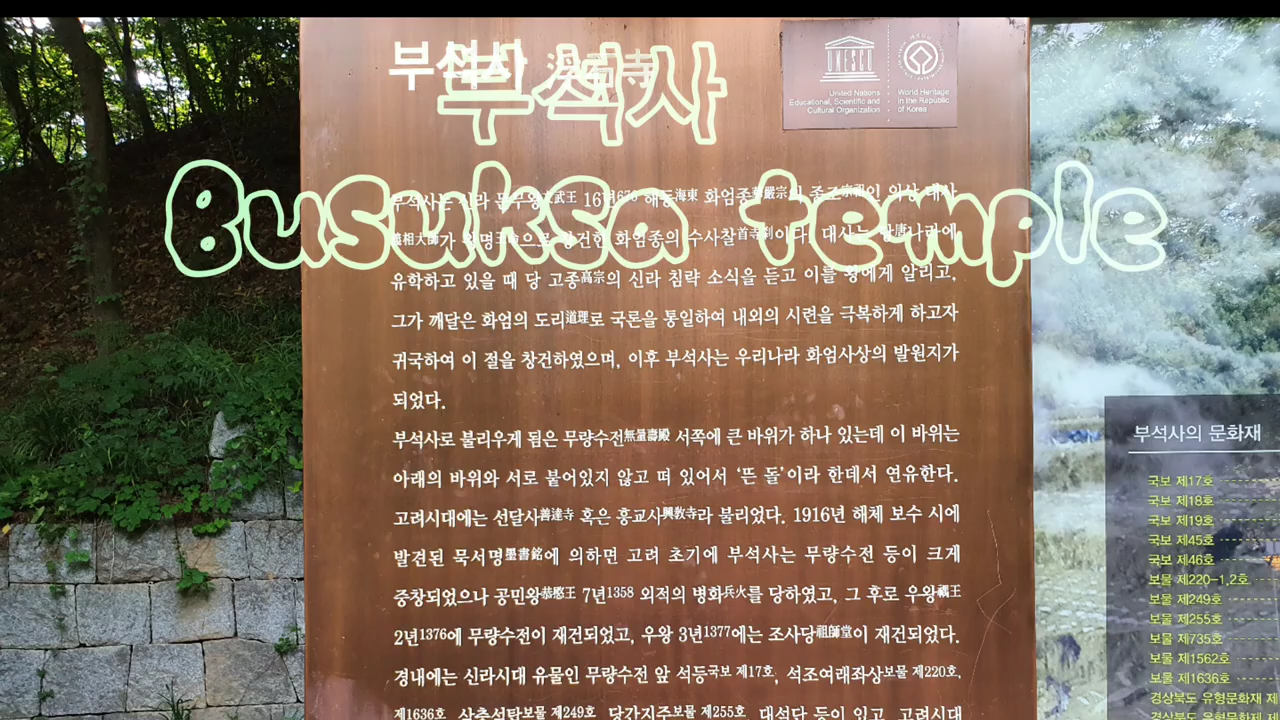 부석사 浮石寺
부석사
United Nations
Educational, Scientific and
Cultural Organization
World Heritage
in the Republic
of Korea
Busuksa temple
부석사는 신라 문무왕文武王 16년676 해동海東 화엄종華嚴宗의 종조宗祖인 의상 대사
義相大師가 왕명王命으로 창건한 화엄종의 수사찰首寺刹이다. 대사는 당唐나라에
유학하고 있을 때 당 고종高宗의 신라 침략 소식을 듣고 이를 왕에게 알리고,
그가 깨달은 화엄의 도리道理로 국론을 통일하여 내외의 시련을 극복하게 하고자
귀국하여 이 절을 창건하였으며, 이후 부석사는 우리나라 화엄사상의 발원지가
되었다.
부석사로 불리우게 됨은 무량수전無量壽殿 서쪽에 큰 바위가 하나 있는데 이 바위는
아래의 바위와 서로 붙어있지 않고 떠 있어서 '뜬 돌'이라 한데서 연유한다.
고려시대에는 선달사善達寺 혹은 흥교사興敎寺라 불리었다. 1916년 해체 보수 시에
발견된 묵서명墨書銘에 의하면 고려 초기에 부석사는 무량수전 등이 크게
중창되었으나 공민왕恭愍王 7년1358 외적의 병화兵火를 당하였고, 그 후로 우왕禑王
2년1376에 무량수전이 재건되었고, 우왕 3년1377에는 조사당祖師堂이 재건되었다.
경내에는 신라시대 유물인 무량수전 앞 석등국보 제17호, 석조여래좌상보물 제220호,
제1636호, 삼층석탑보물 제249호, 당간지주보물 제255호, 대석단 등이 있고, 고려시대
부석사의 문화재
국보 제17호
국보 제18호
국보 제19호
국보 제45호
국보 제46호
보물 제220-1,2호
보물 제249호
보물 제255호
보물 제735호
보물 제1562호
보물 제1636호
경상북도 유형문화재 제
경상북도 유형문화재 제